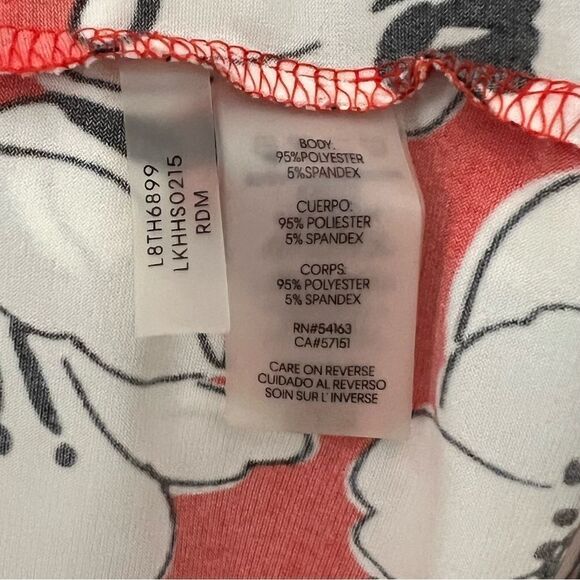 L8TH6899
LKHHS0215
RDM
BODY:
95%POLYESTER
5%SPANDEX
CUERPO:
95% POLIESTER
5% SPANDEX
CORPS:
95% POLYESTER
5% SPANDEX
RN#54163
CA#57151
CARE ON REVERSE
CUIDADO AL REVERSO
SOIN SUR L' INVERSE